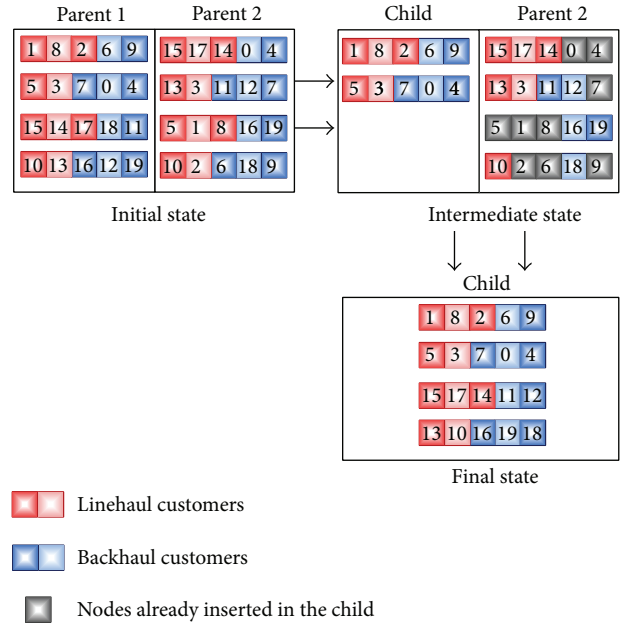 Parent 1 Parent 2 Child Parent 2
1 8 2 6 9 15 17 14 0 4 1 8 2 6 9 15 17 14 0 4
5 3 7 0 4 13 3 11 12 7 5 3 7 0 4 13 3 11 12 7
15 14 17 18 11 5 1 8 16 19 5 1 8 16 19
10 13 16 12 19 10 2 6 18 9 10 2 6 18 9
Initial state Intermediate state
Child
1 8 2 6 9
5 3 7 0 4
15 17 14 11 12
13 10 16 19 18
Final state
Linehaul customers
Backhaul customers
Nodes already inserted in the child